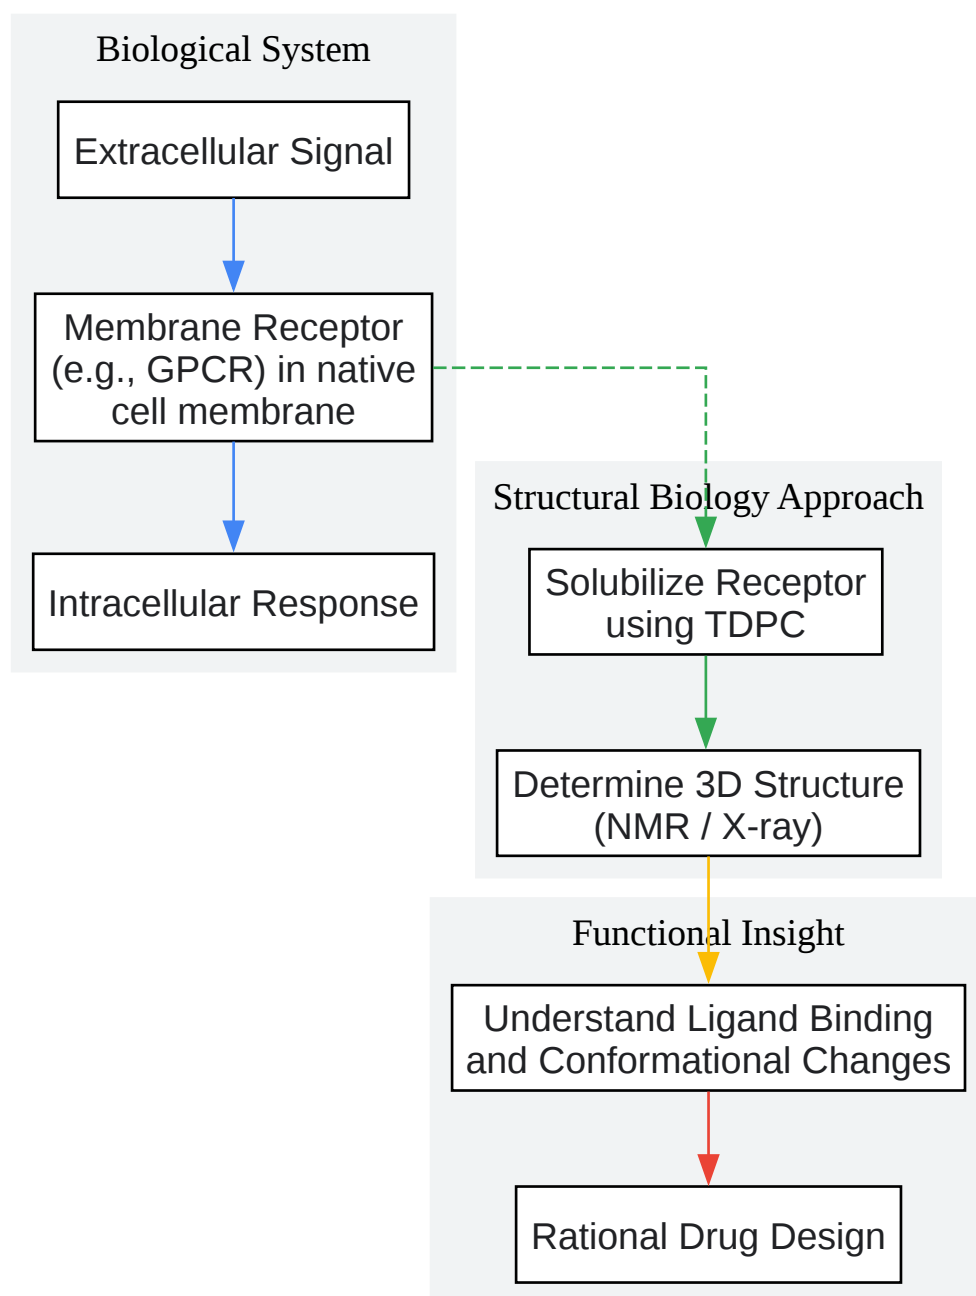 Biological System
Extracellular Signal
Membrane Receptor
(e.g., GPCR) in native
cell membrane
Intracellular Response
Structural Biology Approach
Solubilize Receptor
using TDPC
Determine 3D Structure
(NMR / X-ray)
Functional Insight
Understand Ligand Binding
and Conformational Changes
Rational Drug Design